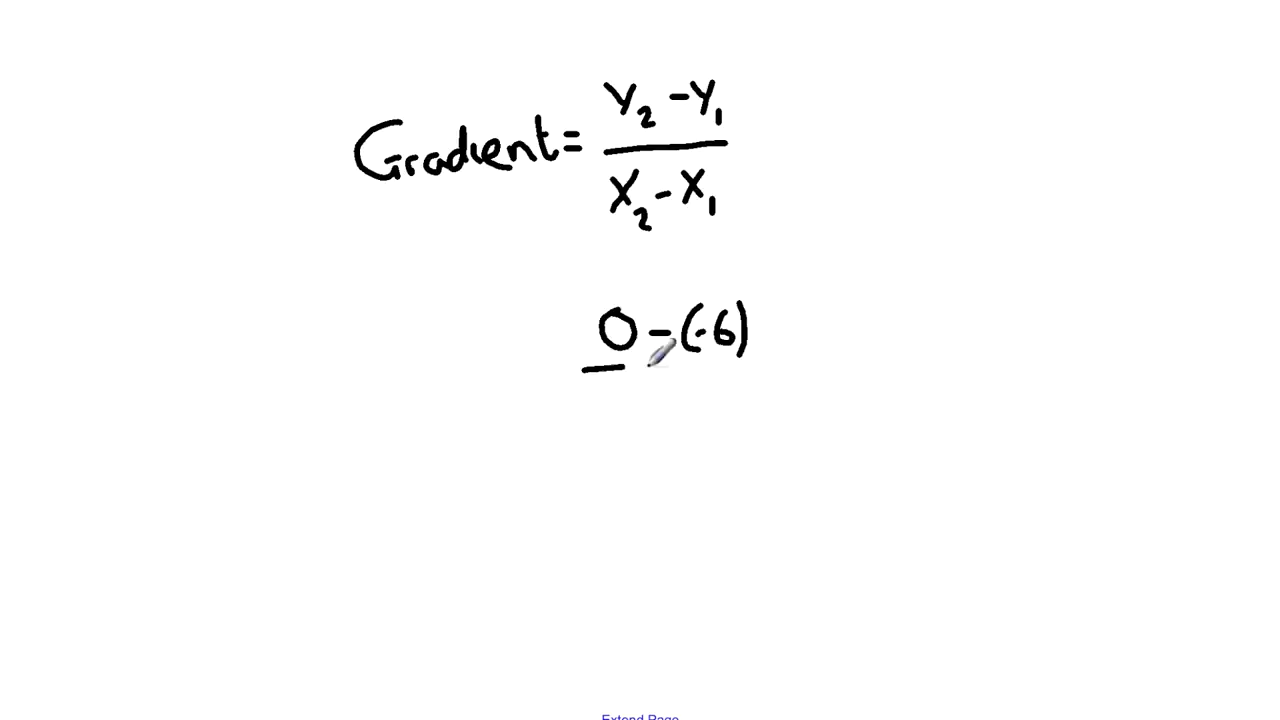 Gradient = Y₂ - Y₁
X₂ - X₁
0 - (-6)
Extend Page